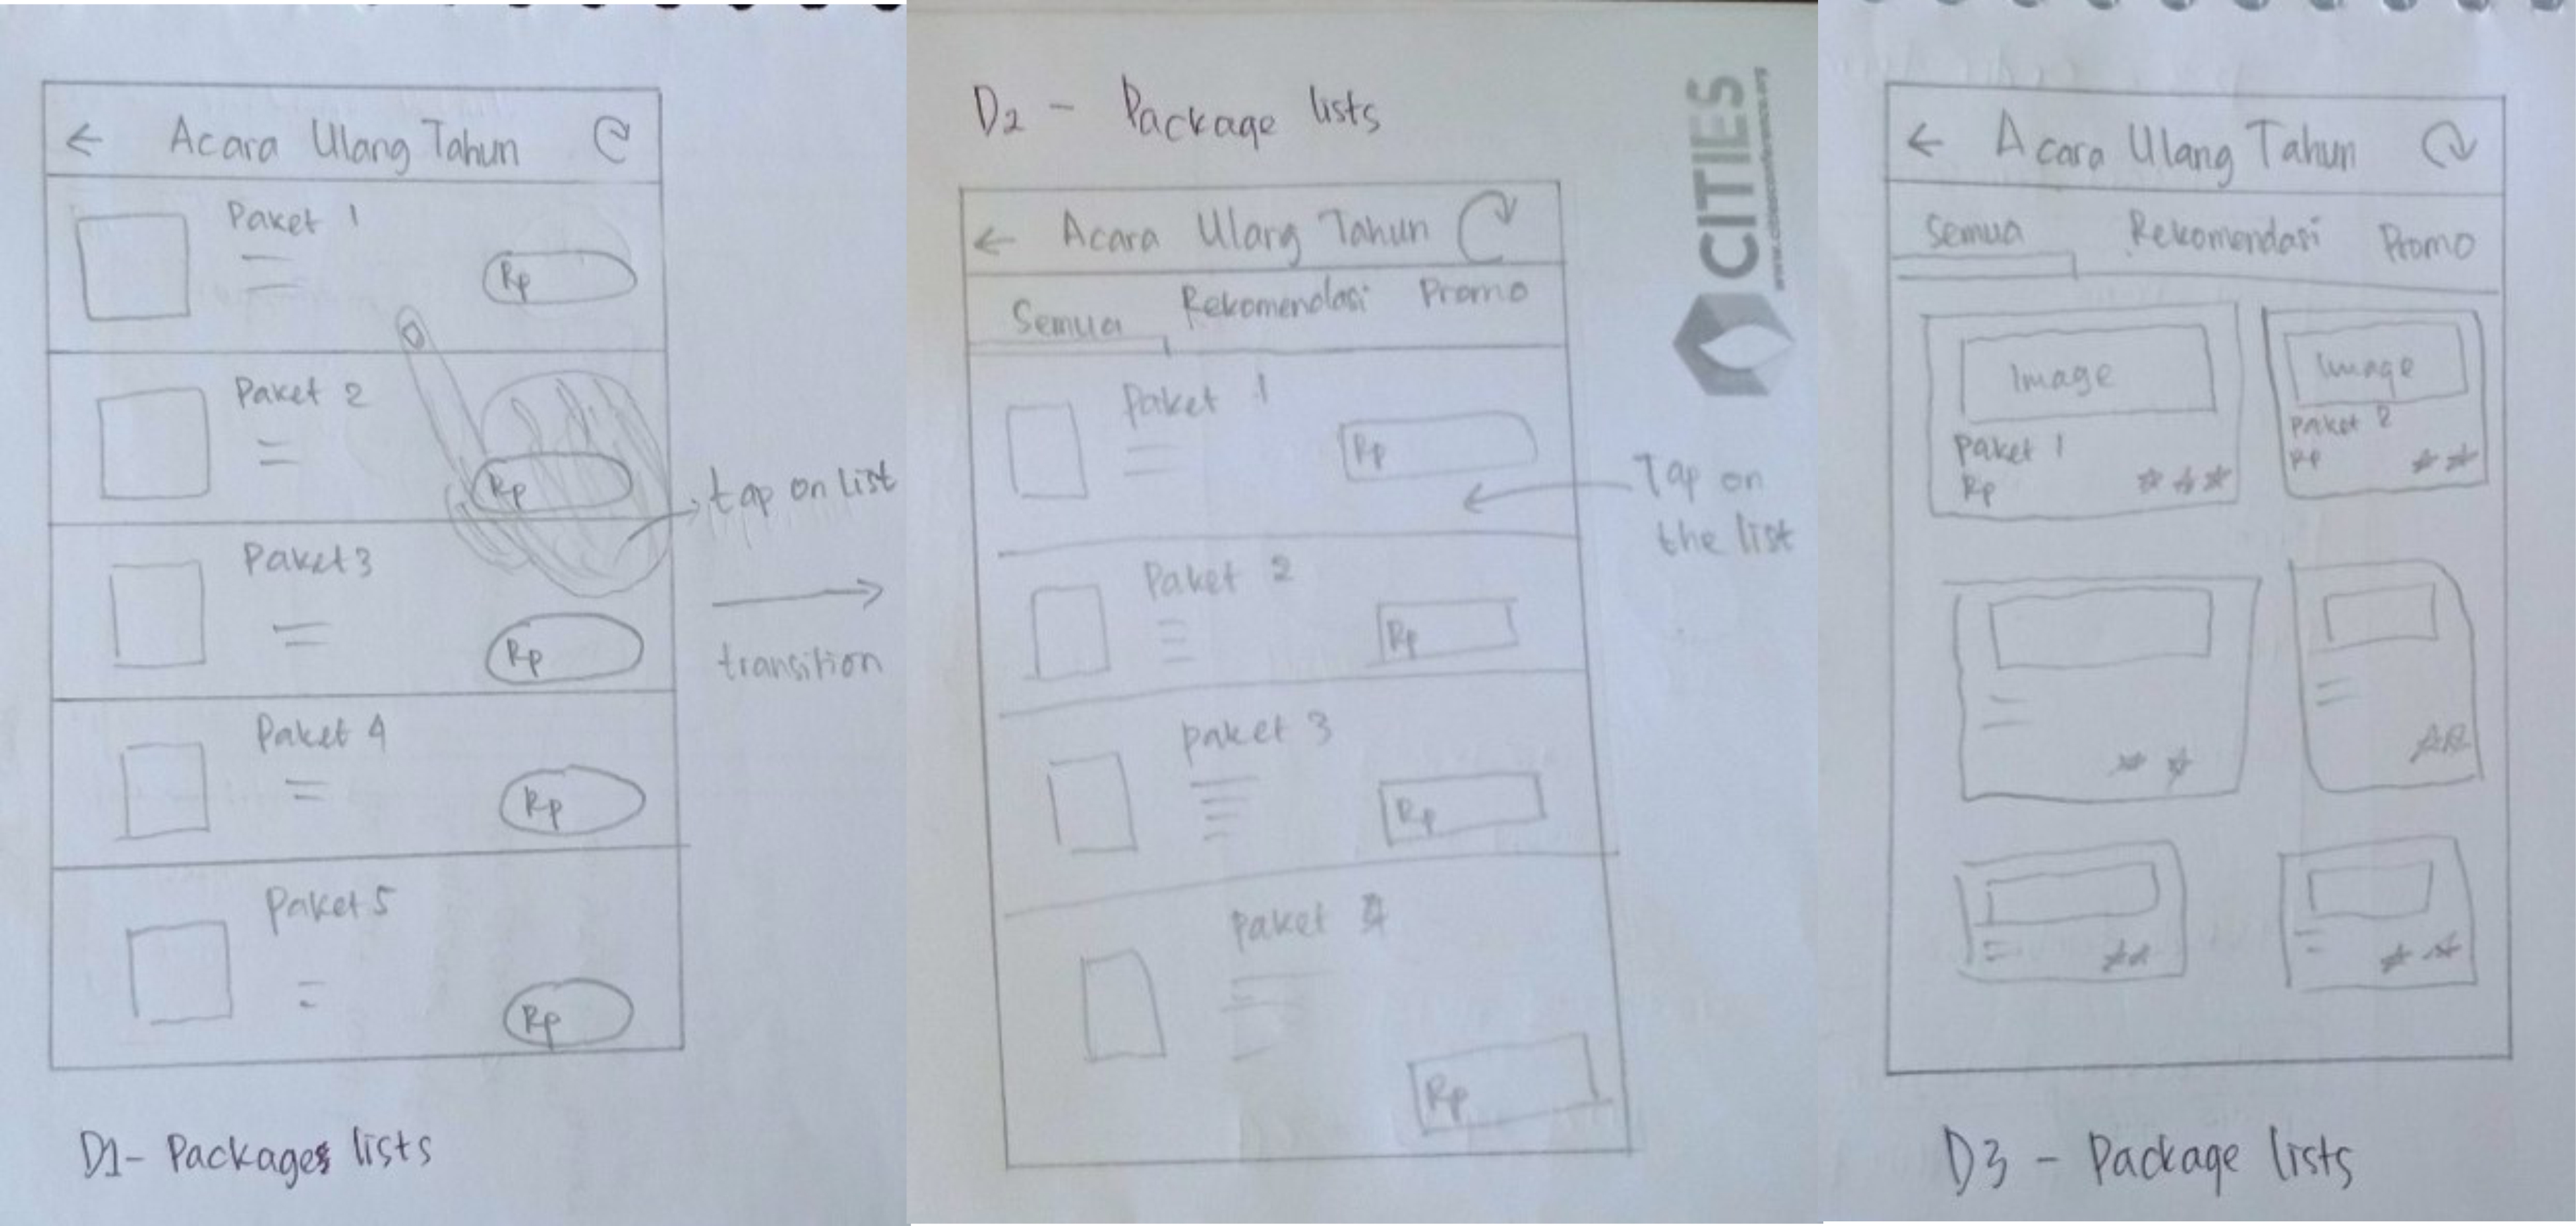 Acara Ulang Tahun
Paket 1
Rp
Paket 2
Rp
tap on list
Paket 3
Rp
transition
Paket 4
Rp
Paket 5
Rp
D1- Packages lists
D2 - Package lists
Acara Ulang Tahun
Semua Rekomendasi Promo
Paket 1
Rp
Tap on
the list
Paket 2
Rp
paket 3
Rp
paket 4
Rp
CITIES
Acara Ulang Tahun
Semua Rekomendasi Promo
Image
Paket 1
Rp
Image
Paket 2
Rp
D3 - Package lists